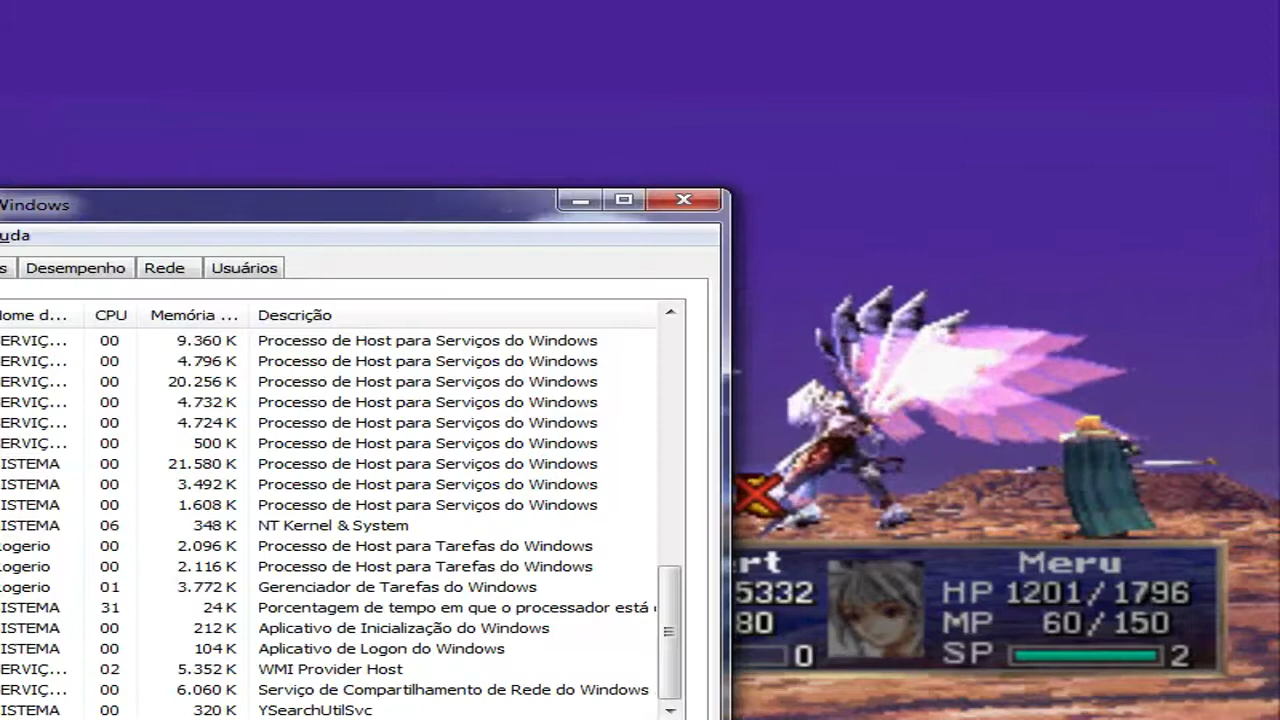 Windows
uda
s Desempenho Rede Usuários
ome d... CPU Memória ... Descrição
ERVIÇ... 00 9.360 K Processo de Host para Serviços do Windows
ERVIÇ... 00 4.796 K Processo de Host para Serviços do Windows
ERVIÇ... 00 20.256 K Processo de Host para Serviços do Windows
ERVIÇ... 00 4.732 K Processo de Host para Serviços do Windows
ERVIÇ... 00 4.724 K Processo de Host para Serviços do Windows
ERVIÇ... 00 500 K Processo de Host para Serviços do Windows
ISTEMA 00 21.580 K Processo de Host para Serviços do Windows
ISTEMA 00 3.492 K Processo de Host para Serviços do Windows
ISTEMA 00 1.608 K Processo de Host para Serviços do Windows
ISTEMA 06 348 K NT Kernel & System
ogerio 00 2.096 K Processo de Host para Tarefas do Windows
ogerio 00 2.116 K Processo de Host para Tarefas do Windows
ogerio 01 3.772 K Gerenciador de Tarefas do Windows
ISTEMA 31 24 K Porcentagem de tempo em que o processador está
ISTEMA 00 212 K Aplicativo de Inicialização do Windows
ISTEMA 00 104 K Aplicativo de Logon do Windows
ERVIÇ... 02 5.352 K WMI Provider Host
ERVIÇ... 00 6.060 K Serviço de Compartilhamento de Rede do Windows
ISTEMA 00 320 K YSearchUtilSvc
rt
5332
80
0
Meru
HP 1201/1796
MP 60/150
SP 2